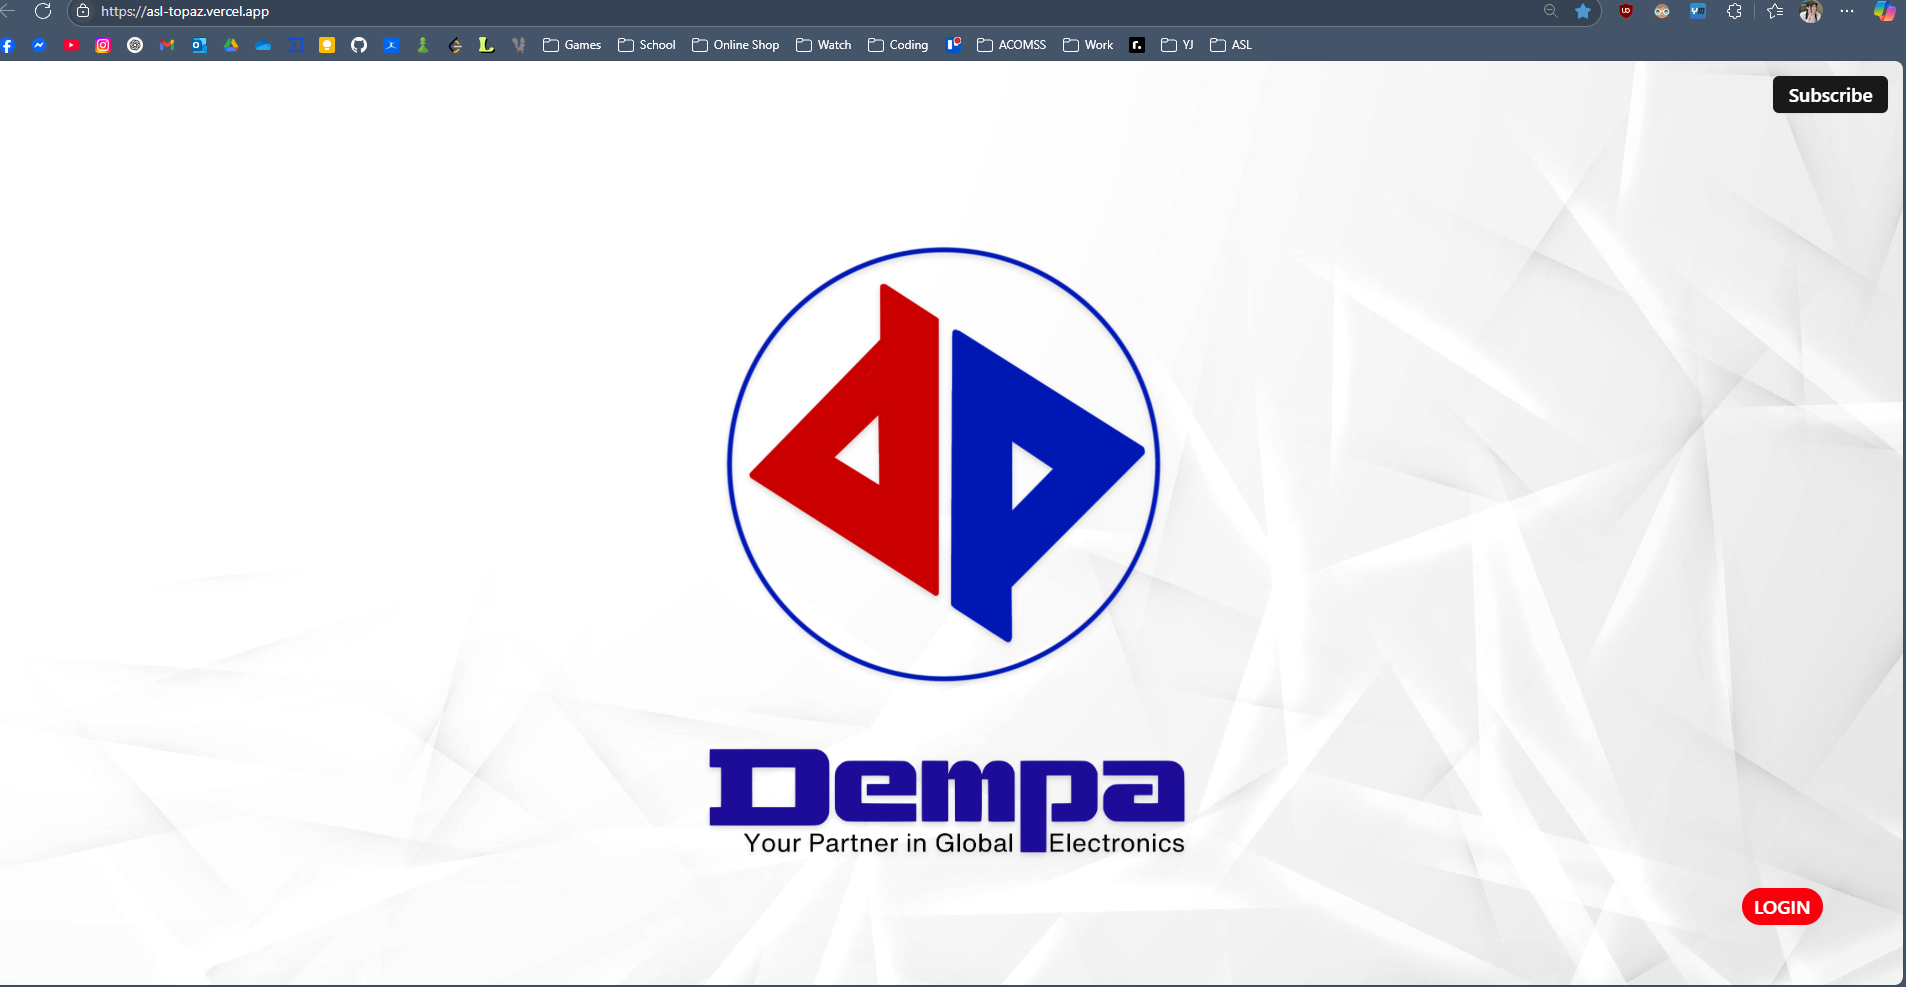 https://asl-topaz.vercel.app
Games School Online Shop Watch Coding ACOMSS Work r. YJ ASL
Subscribe
Dempa
Your Partner in Global Electronics
LOGIN